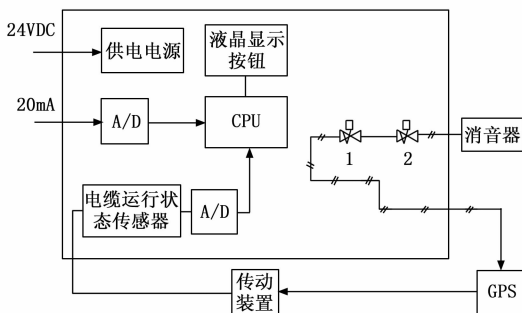 24VDC
供电电源
液晶显示
按钮
20mA
A/D
CPU
1
2
消音器
电缆运行状
态传感器
A/D
传动
装置
GPS